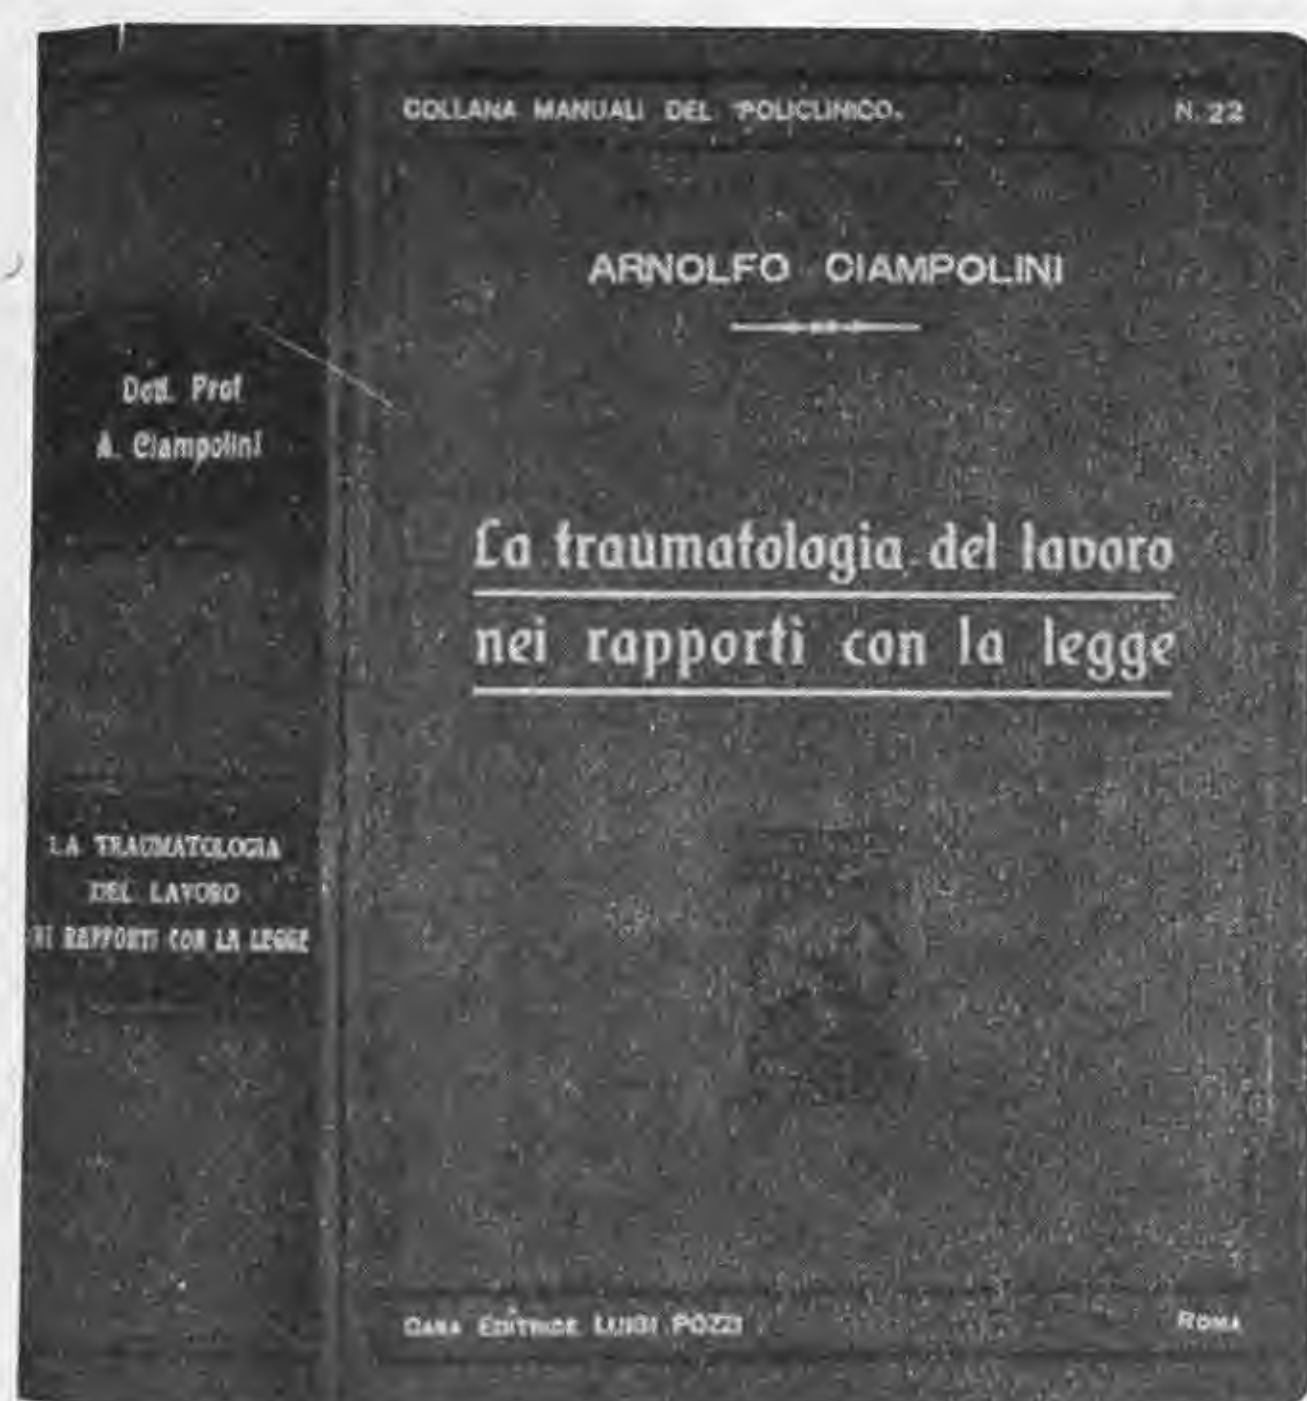 Dott. Prof
A. Ciampolini
LA TRAUMATOLOGIA
DEL LAVORO
NEI RAPPORTI CON LA LEGGE
COLLANA MANUALI DEL "POLICLINICO"
N. 22
ARNOLFO CIAMPOLINI
La traumatologia del lavoro
nei rapporti con la legge
CASA EDITRICE LUIGI POZZI
ROMA